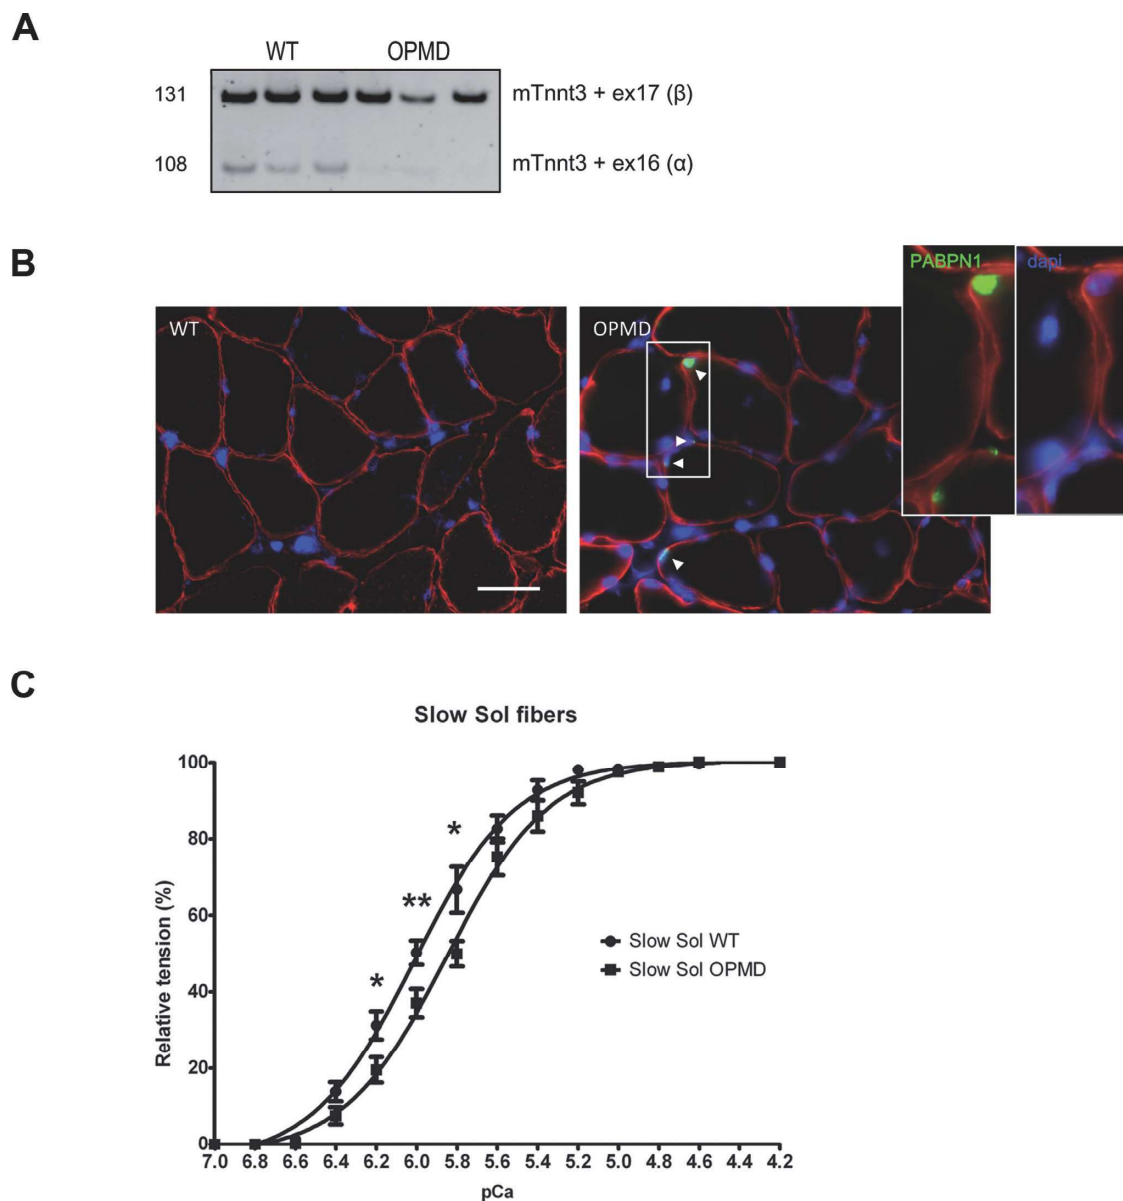 A
WT OPMD
131 mTnnt3 + ex17 (β)
108 mTnnt3 + ex16 (α)
B
PABPN1 dapi
WT OPMD
C
Slow Sol fibers
100
80
60
40
20
0
Relative tension (%)
*
**
*
Slow Sol WT
Slow Sol OPMD
7.0 6.8 6.6 6.4 6.2 6.0 5.8 5.6 5.4 5.2 5.0 4.8 4.6 4.4 4.2
pCa